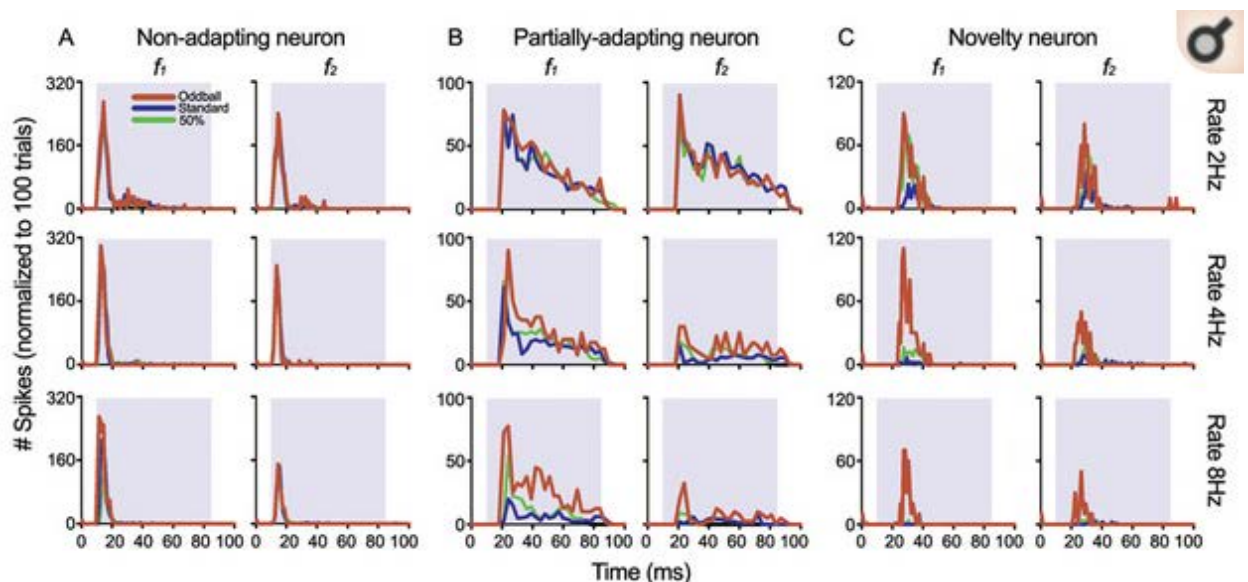 A Non-adapting neuron B Partially-adapting neuron C Novelty neuron
f1 f2 f1 f2 f1 f2
320 100 120
Oddball
Standard
50%
160 50 60
0 0 0
Rate 2Hz
320 100 120
160 50 60
0 0 0
Rate 4Hz
320 100 120
160 50 60
0 0 0
Rate 8Hz
0 20 40 60 80 100 0 20 40 60 80 100 0 20 40 60 80 100 0 20 40 60 80 100 0 20 40 60 80 100 0 20 40 60 80 100
# Spikes (normalized to 100 trials)
Time (ms)